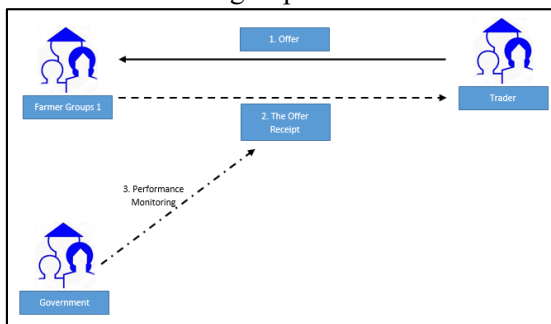 1. Offer
Farmer Groups 1
Trader
2. The Offer
Receipt
3. Performance
Monitoring
Government